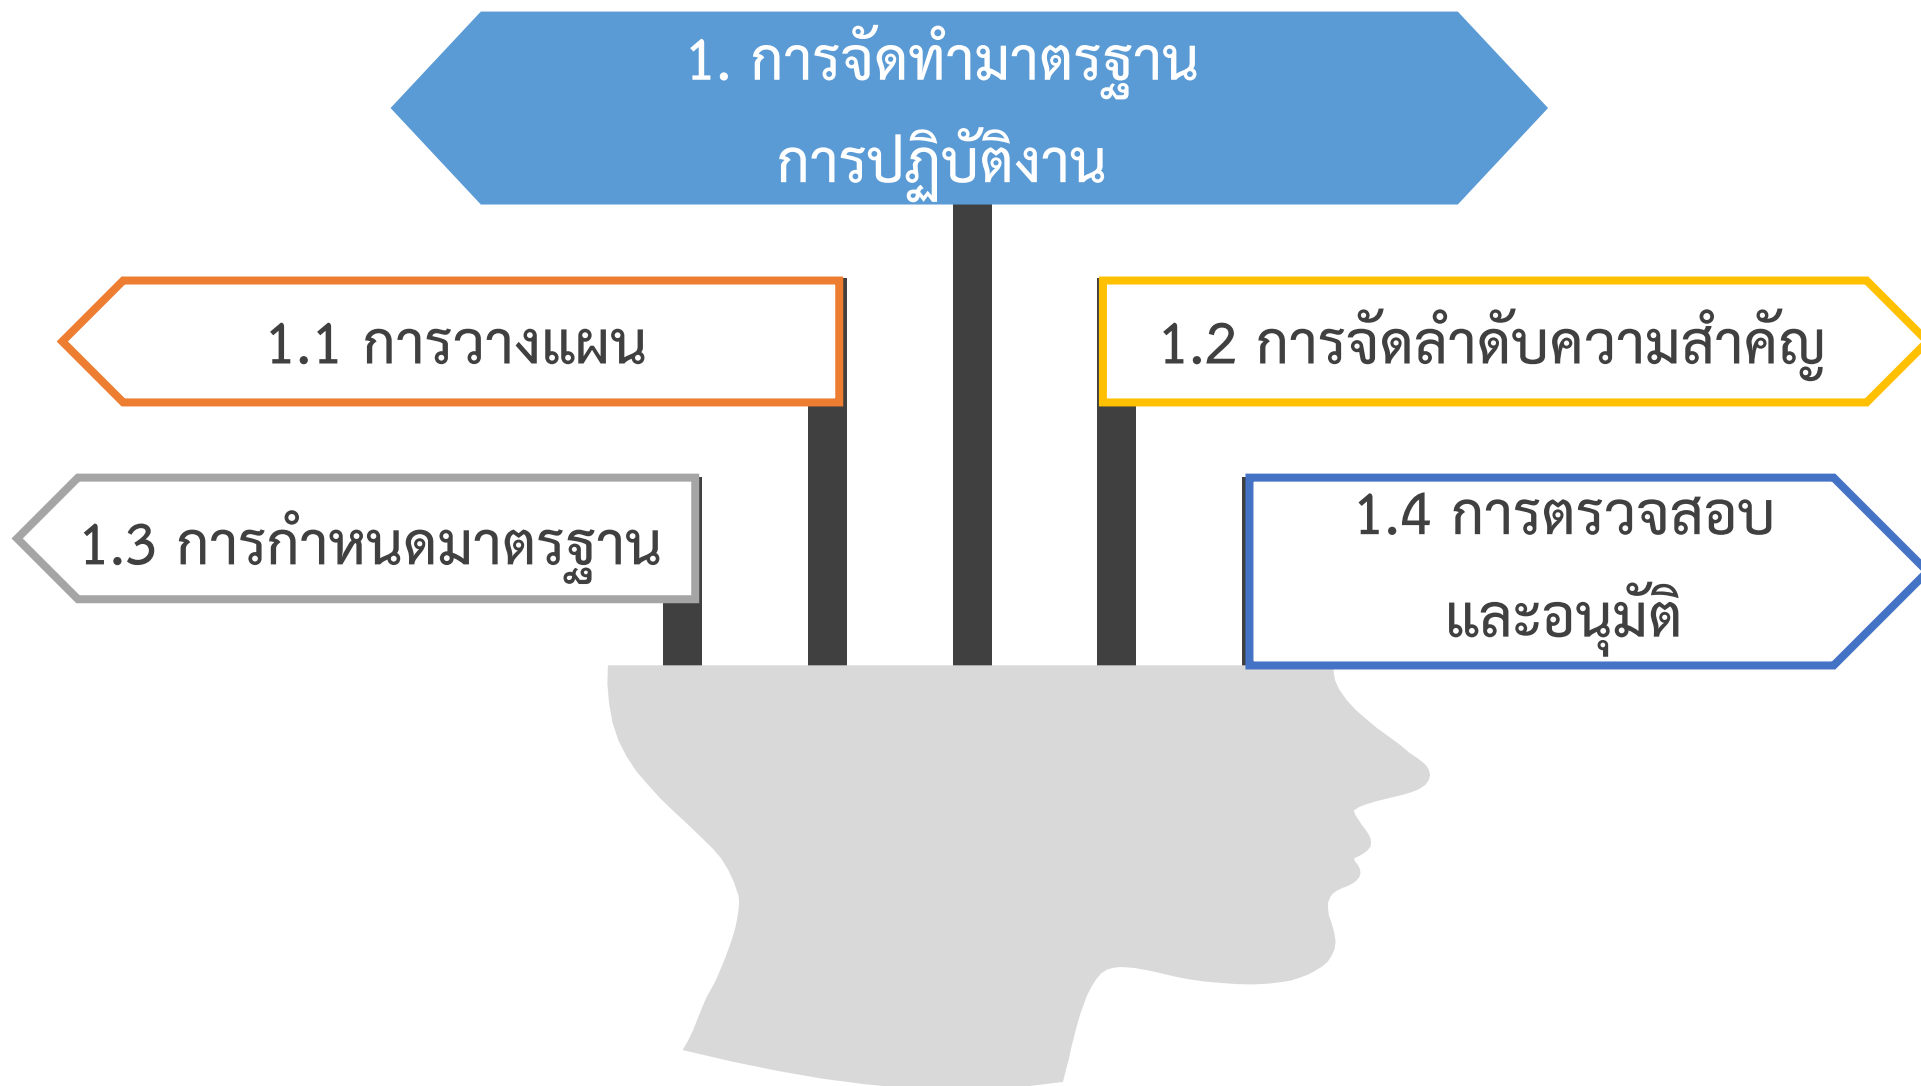 1. การจัดทำมาตรฐาน
การปฏิบัติงาน
1.1 การวางแผน
1.2 การจัดลำดับความสำคัญ
1.3 การกำหนดมาตรฐาน
1.4 การตรวจสอบ
และอนุมัติ